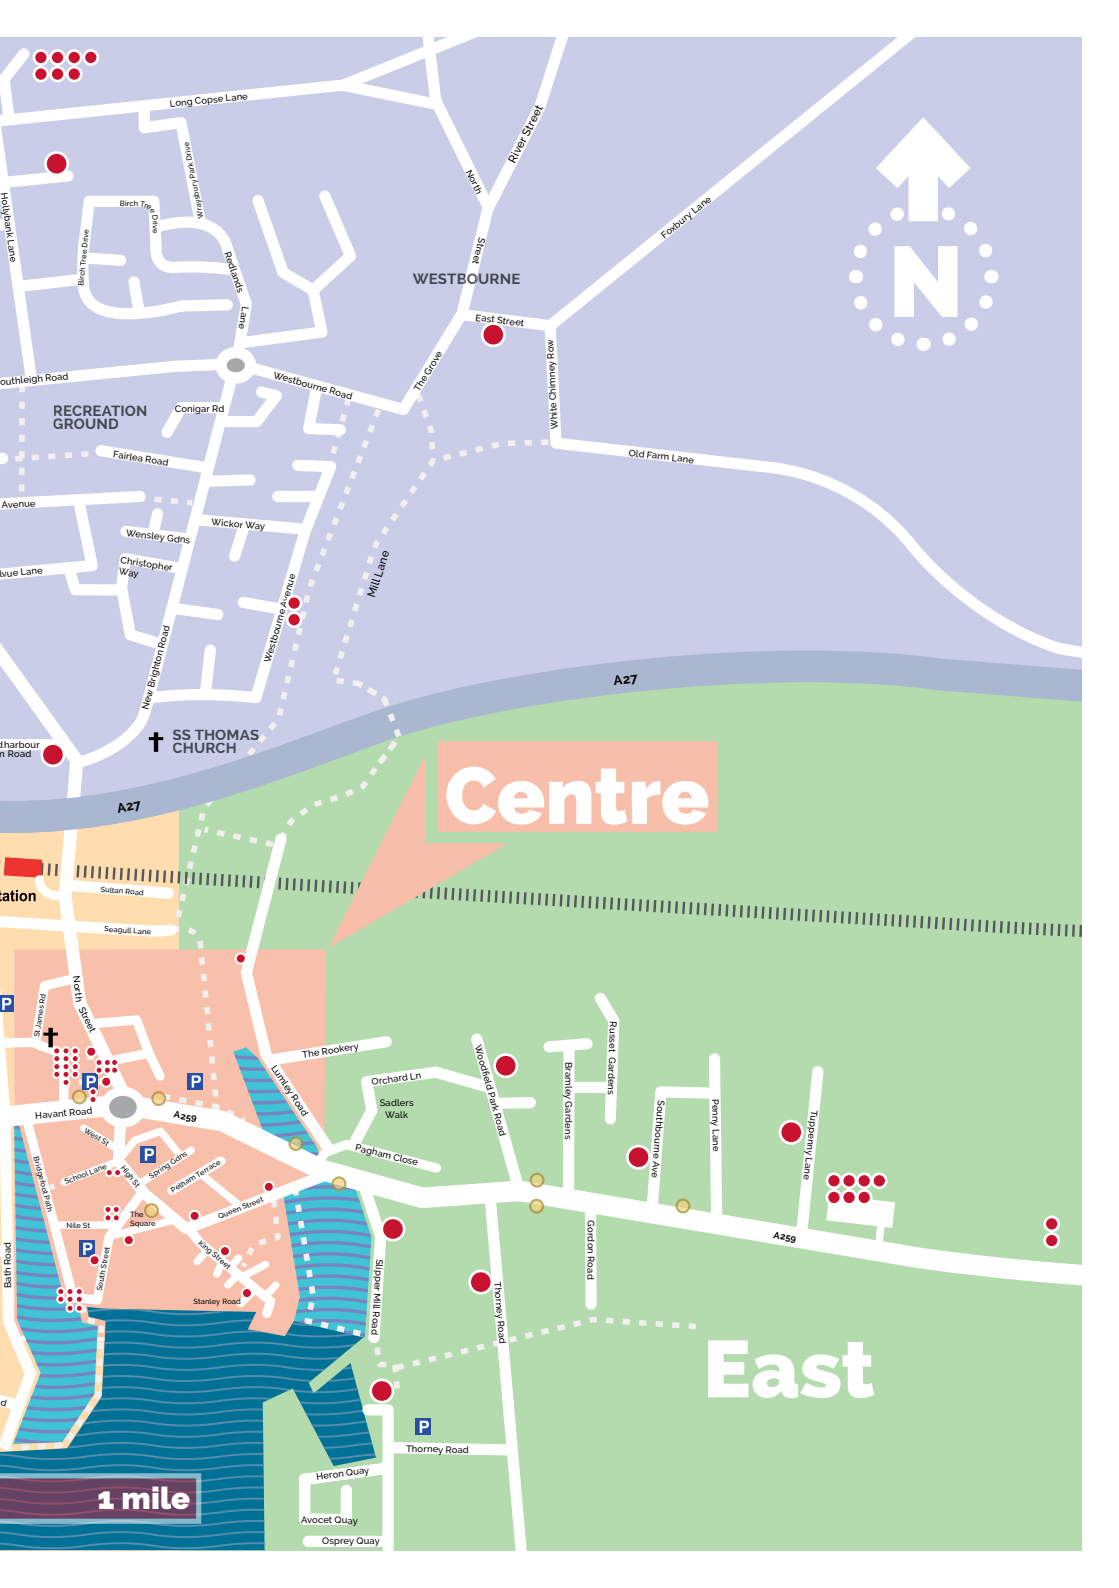 Long Copse Lane
River Street
Wraysbury Park Drive
North
Street
Hollybank Lane
Birch Tree
Drive
Birch Tree Drive
Foxbury Lane
Redlands
Lane
N
WESTBOURNE
East Street
The Grove
White Chimney Row
outhleigh Road
Westbourne Road
RECREATION
GROUND
Conigar Rd
Fairlea Road
Old Farm Lane
Avenue
Wickor Way
Wensley Gdns
Christopher
Way
lvue Lane
Mill Lane
Westbourne Avenue
New Brighton Road
A27
SS THOMAS
CHURCH
dharbour
m Road
A27
Centre
tation
Sultan Road
Seagull Lane
North Street
St James Rd
P
The Rookery
Lumley Road
Orchard Ln
Sadlers
Walk
Woodfield Park Road
Russet Gardens
Bramley Gardens
Southbourne Ave
Penny Lane
Tuppenny Lane
P
P
Havant Road
A259
West St
P
Pagham Close
School Lane
High St
Spring Gdns
Pelham Terrace
Bridgefoot Path
Queen Street
The
Square
Nile St
P
King Street
South Street
Bath Road
Stanley Road
Slipper Mill Road
Gordon Road
A259
Thorney Road
East
d
P
Thorney Road
Heron Quay
1 mile
Avocet Quay
Osprey Quay